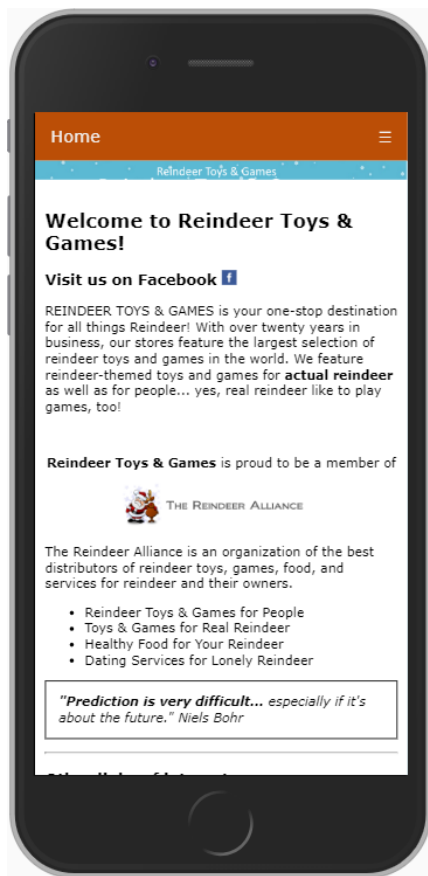 Home ☰
Reindeer Toys & Games
Welcome to Reindeer Toys &
Games!
Visit us on Facebook f
REINDEER TOYS & GAMES is your one-stop destination
for all things Reindeer! With over twenty years in
business, our stores feature the largest selection of
reindeer toys and games in the world. We feature
reindeer-themed toys and games for actual reindeer
as well as for people... yes, real reindeer like to play
games, too!
Reindeer Toys & Games is proud to be a member of
THE REINDEER ALLIANCE
The Reindeer Alliance is an organization of the best
distributors of reindeer toys, games, food, and
services for reindeer and their owners.
• Reindeer Toys & Games for People
• Toys & Games for Real Reindeer
• Healthy Food for Your Reindeer
• Dating Services for Lonely Reindeer
"Prediction is very difficult... especially if it's
about the future." Niels Bohr